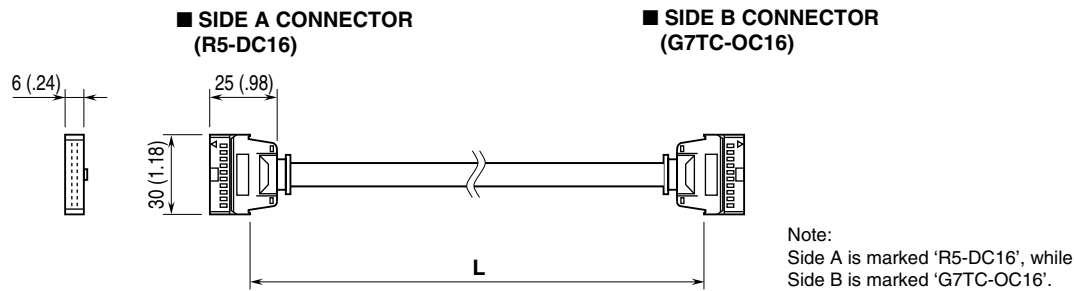 ■ SIDE A CONNECTOR
(R5-DC16)
■ SIDE B CONNECTOR
(G7TC-OC16)
6 (.24)
25 (.98)
30 (1.18)
L
Note:
Side A is marked ‘R5-DC16’, while
Side B is marked ‘G7TC-OC16’.